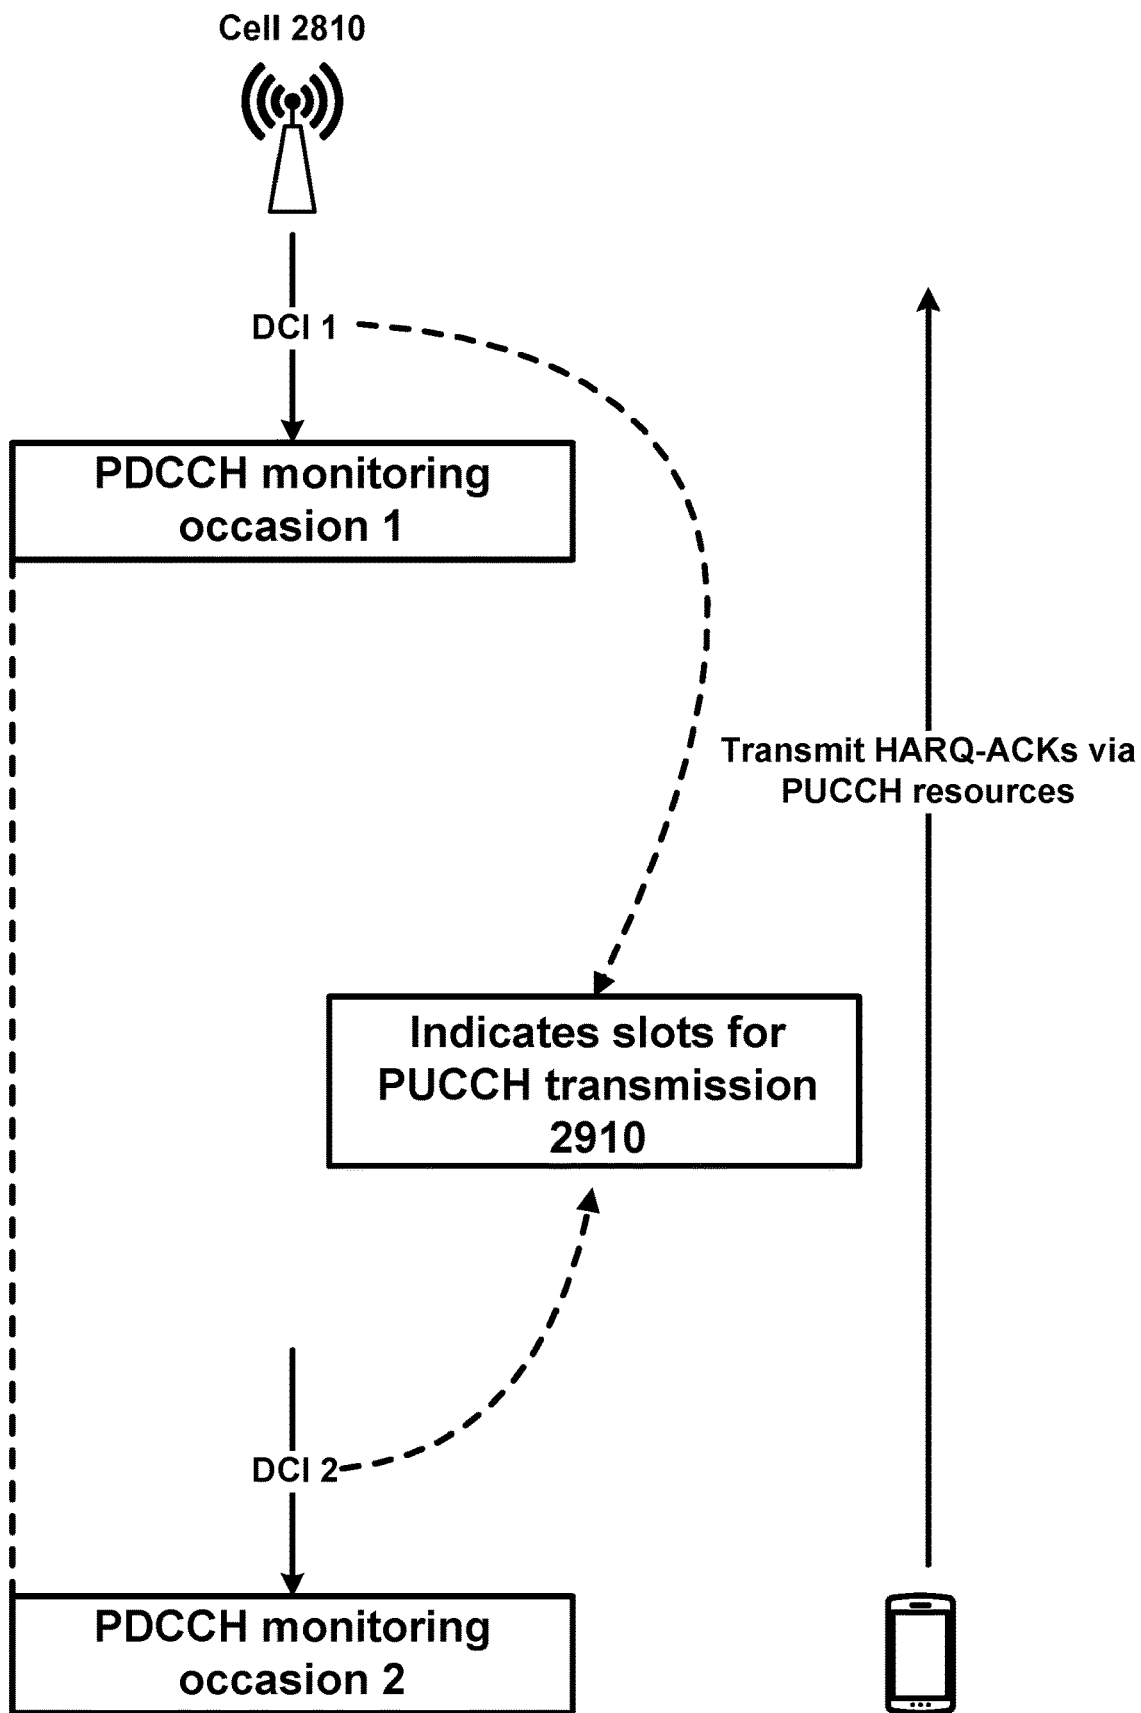 Cell 2810
DCI 1
PDCCH monitoring
occasion 1
Transmit HARQ-ACKs via
PUCCH resources
Indicates slots for
PUCCH transmission
2910
DCI 2
PDCCH monitoring
occasion 2